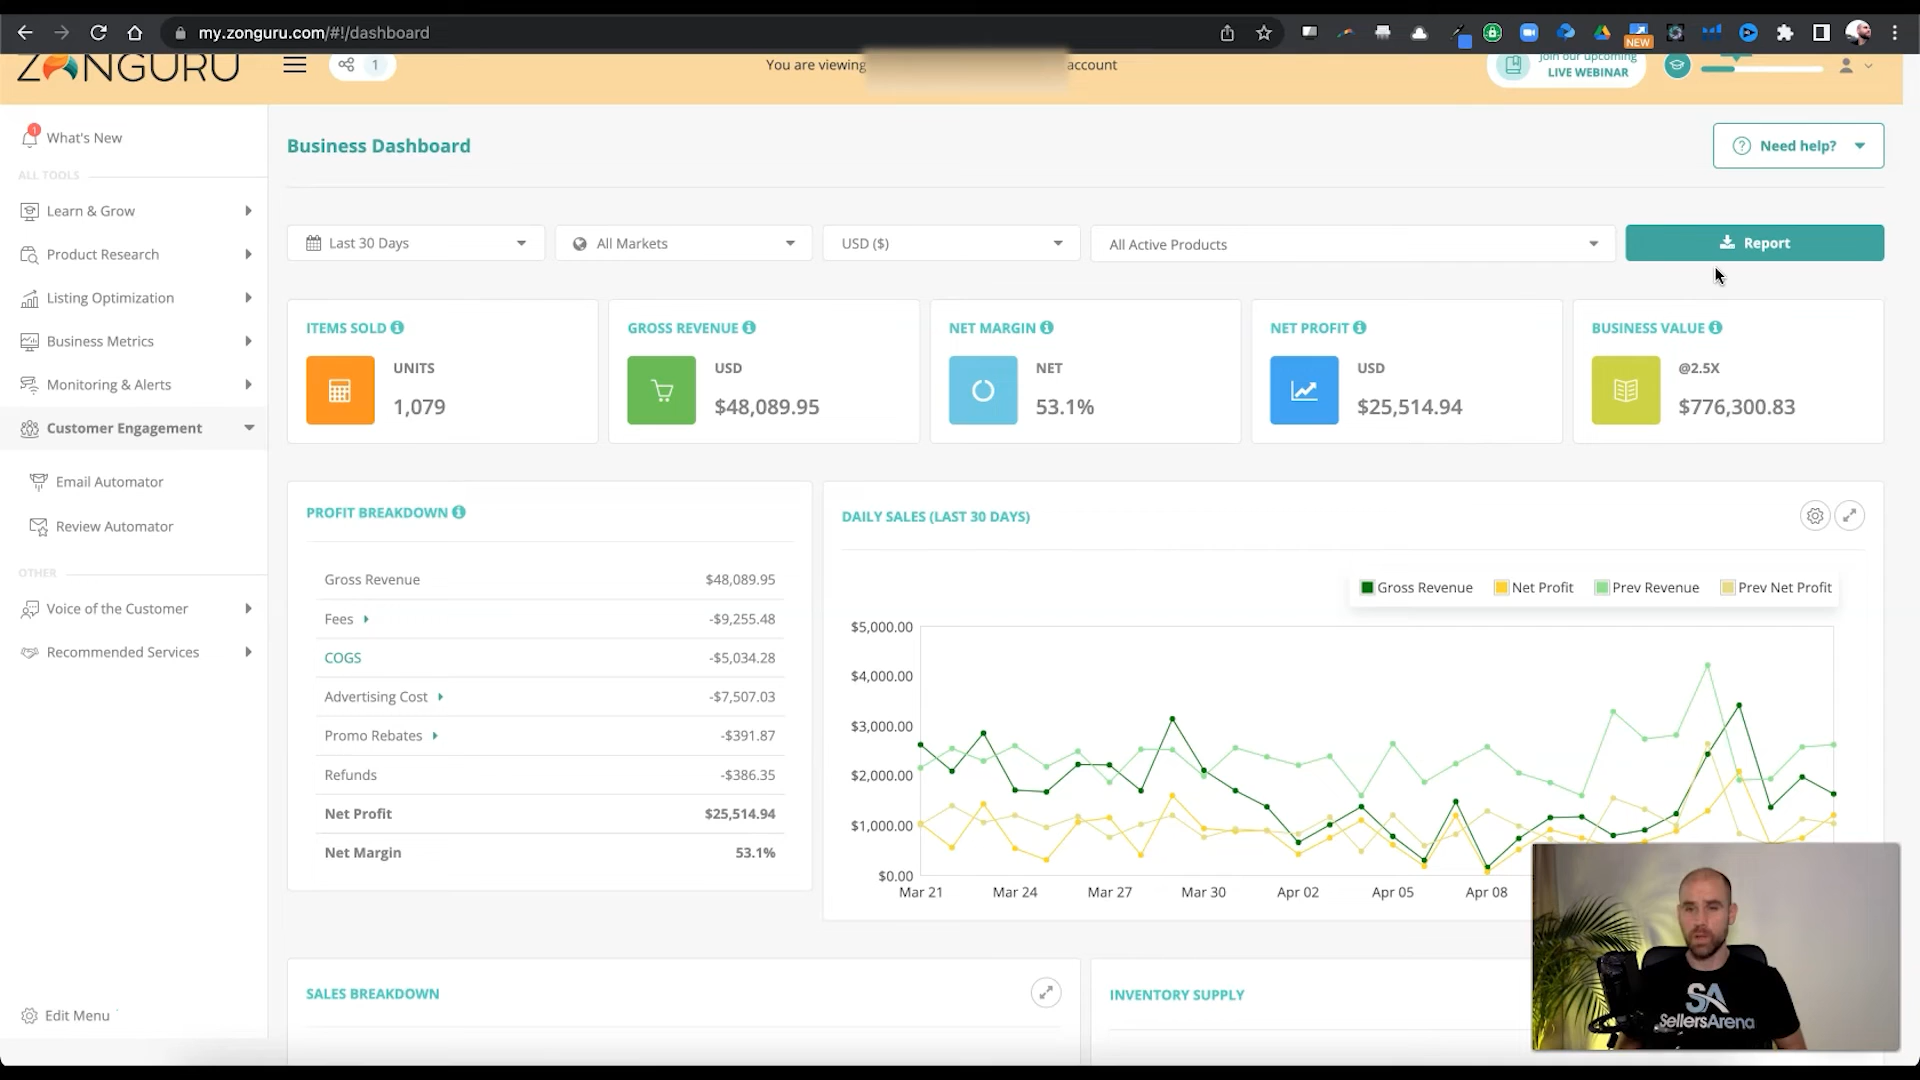 my.zonguru.com/#!/dashboard
NEW
ZONGURU
1
You are viewing account
Join our upcoming
LIVE WEBINAR
1
What's New
ALL TOOLS
Learn & Grow
Product Research
Listing Optimization
Business Metrics
Monitoring & Alerts
Customer Engagement
Email Automator
Review Automator
OTHER
Voice of the Customer
Recommended Services
Edit Menu
Business Dashboard
Need help?
Last 30 Days
All Markets
USD ($)
All Active Products
Report
ITEMS SOLD
UNITS
1,079
GROSS REVENUE
USD
$48,089.95
NET MARGIN
NET
53.1%
NET PROFIT
USD
$25,514.94
BUSINESS VALUE
@2.5X
$776,300.83
PROFIT BREAKDOWN
Gross Revenue $48,089.95
Fees -$9,255.48
COGS -$5,034.28
Advertising Cost -$7,507.03
Promo Rebates -$391.87
Refunds -$386.35
Net Profit $25,514.94
Net Margin 53.1%
DAILY SALES (LAST 30 DAYS)
Gross Revenue Net Profit Prev Revenue Prev Net Profit
$5,000.00
$4,000.00
$3,000.00
$2,000.00
$1,000.00
$0.00
Mar 21 Mar 24 Mar 27 Mar 30 Apr 02 Apr 05 Apr 08
SALES BREAKDOWN
INVENTORY SUPPLY
SA
SellersArena